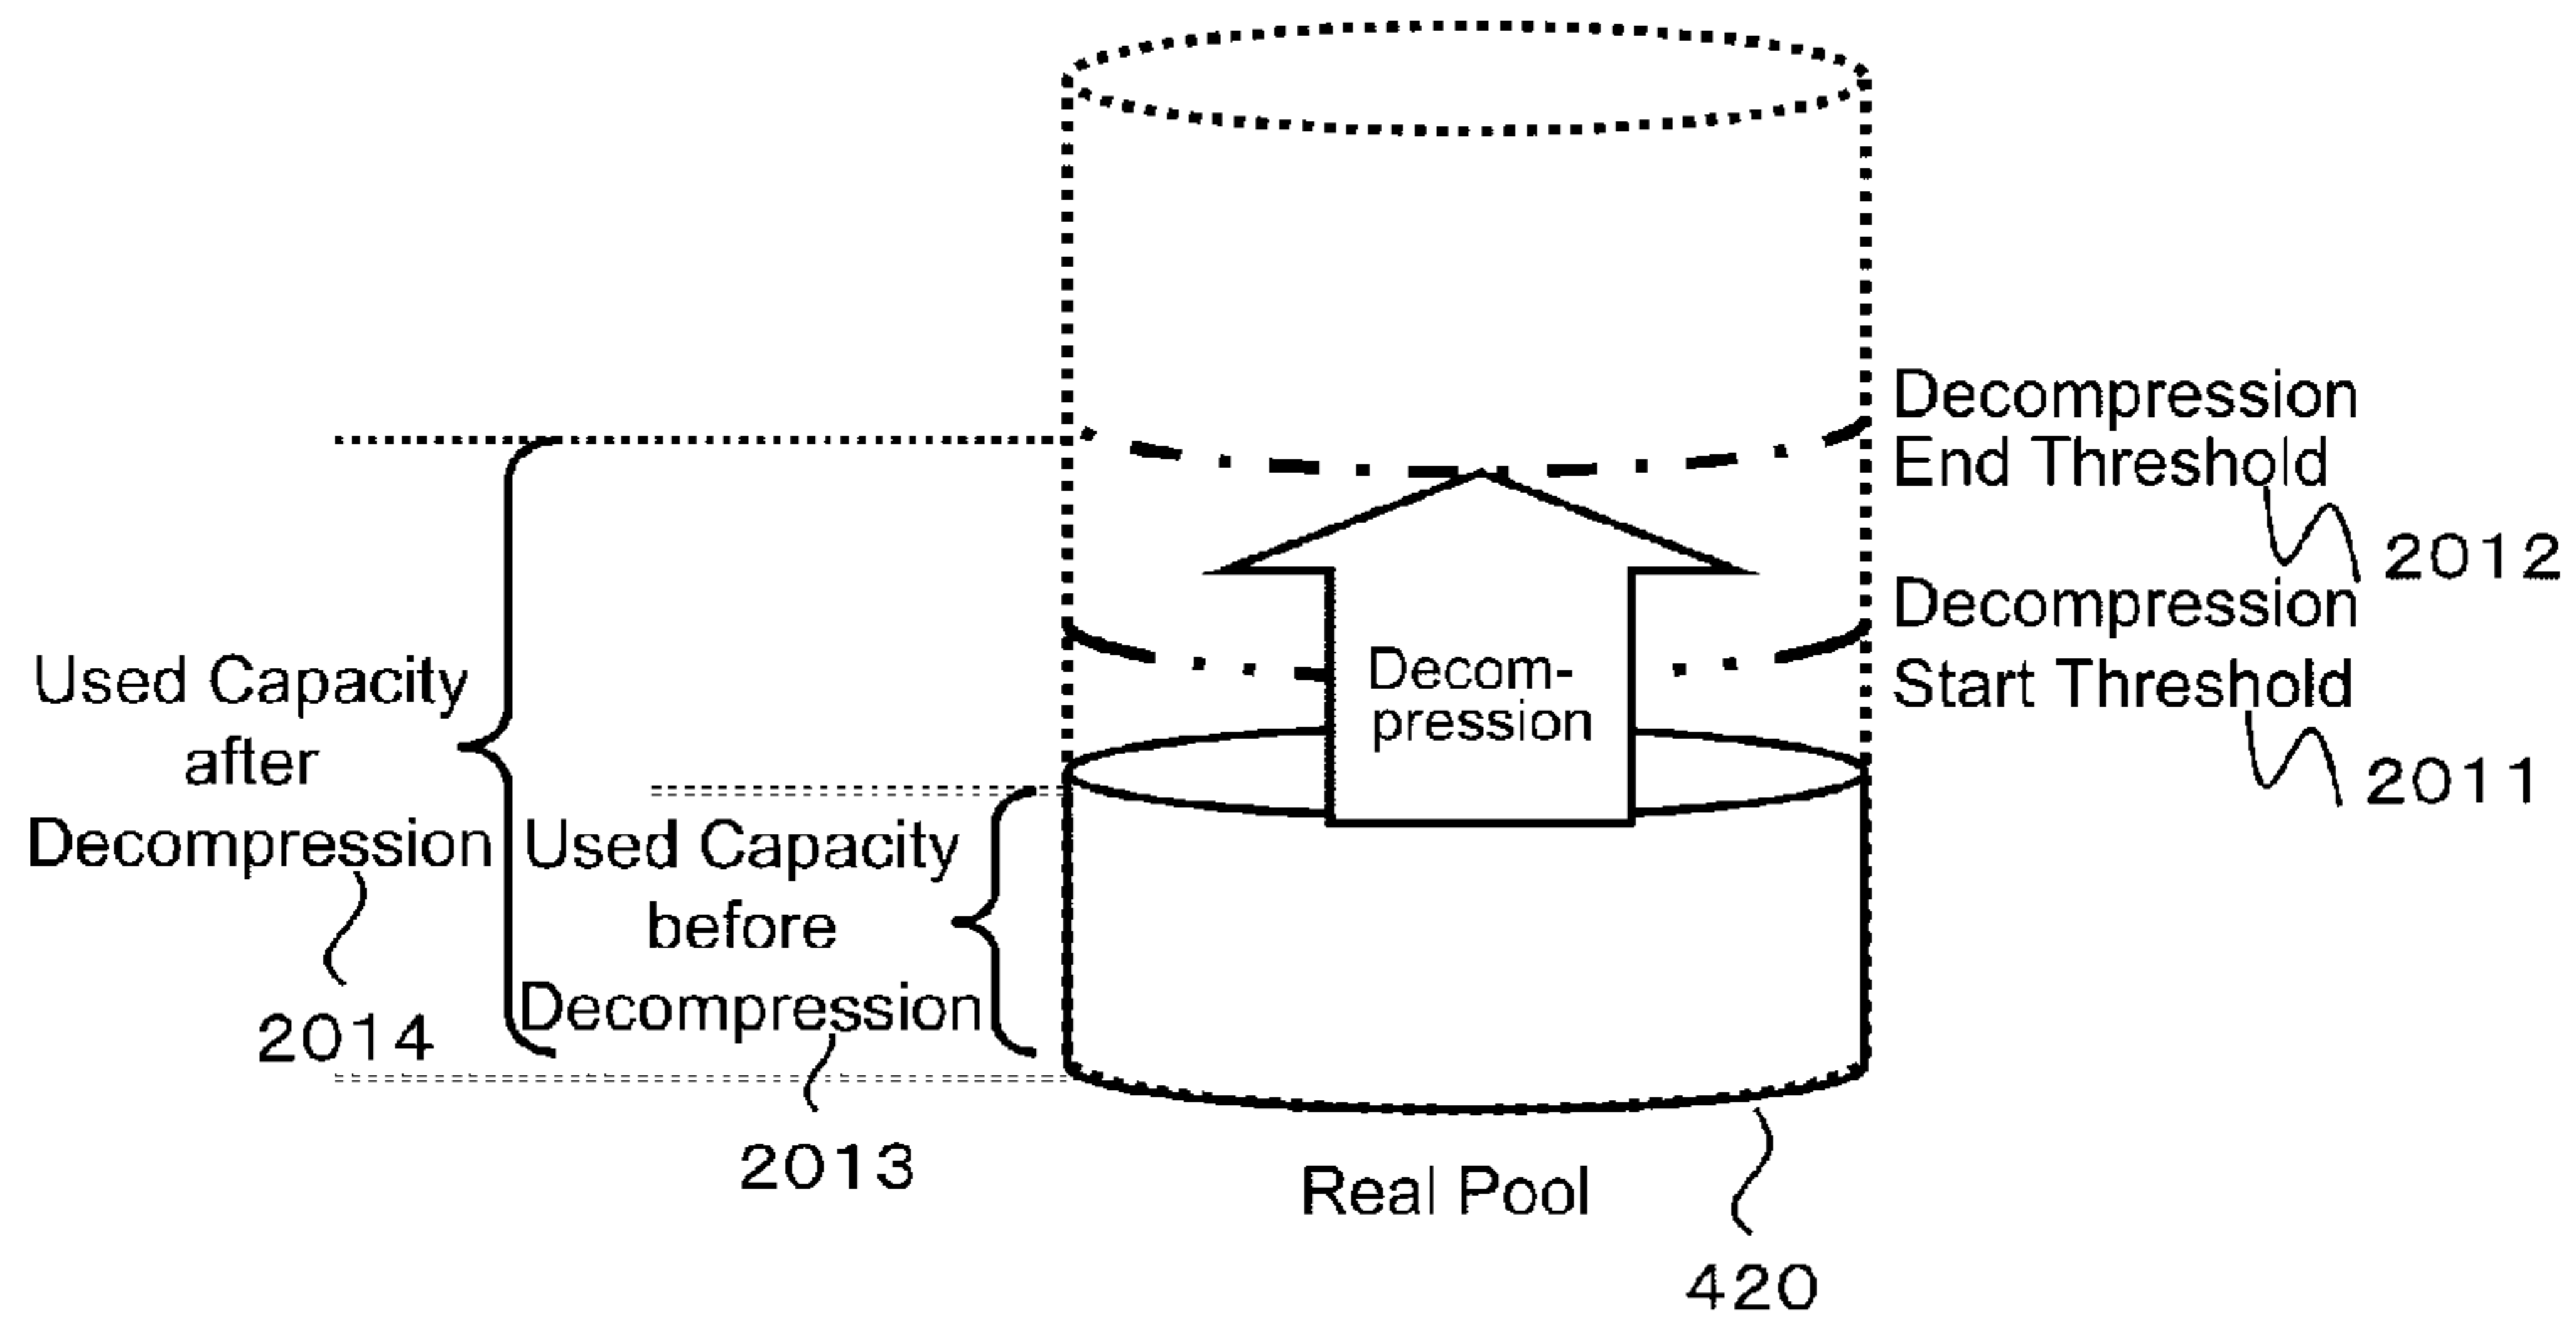 Decompression
End Threshold
2012
Decompression
Start Threshold
2011
Decom-
pression
Used Capacity
after
Decompression
2014
Used Capacity
before
Decompression
2013
Real Pool
420